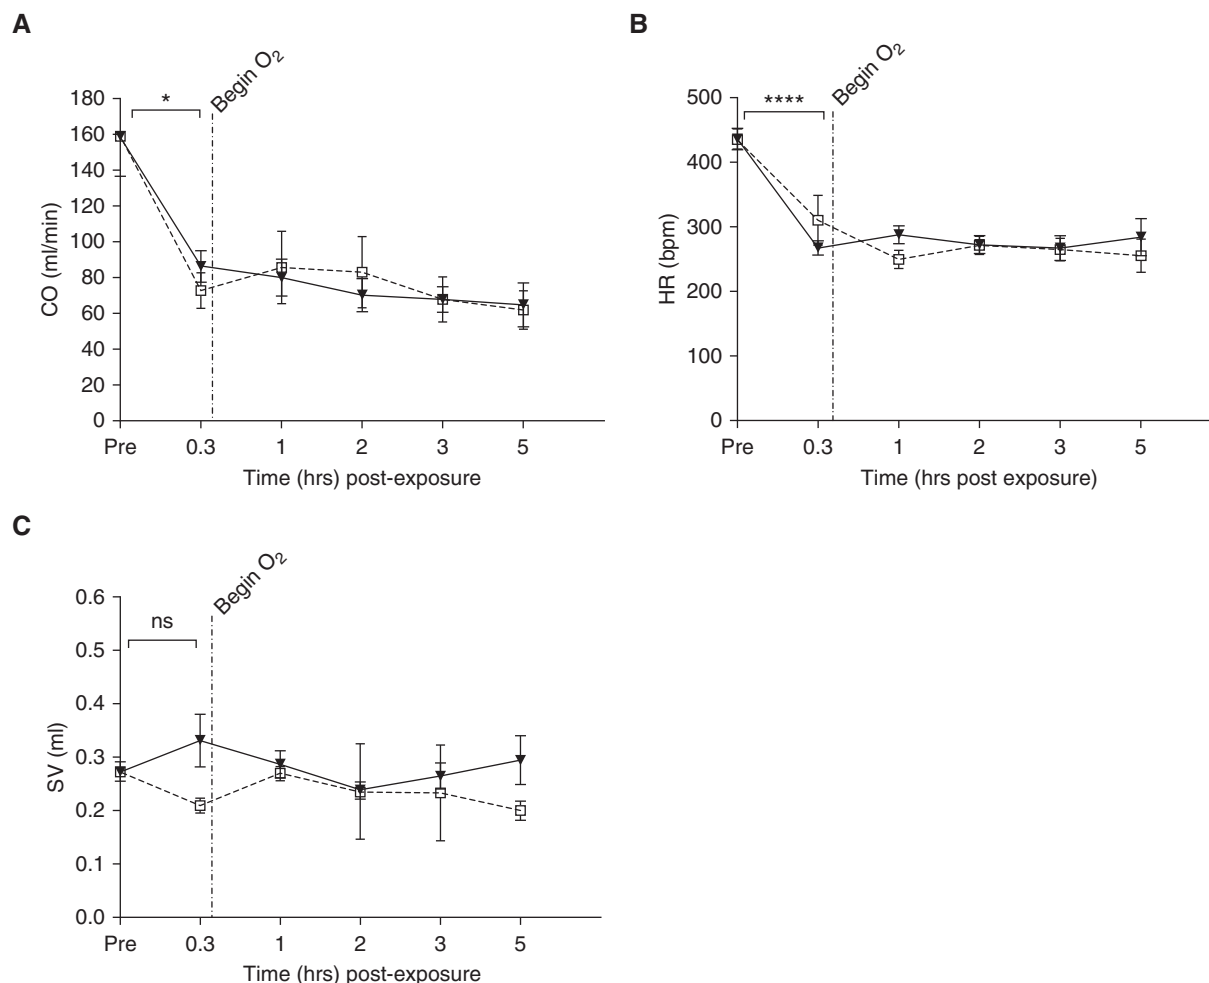 A
Begin O₂
*
180
160
140
120
100
80
60
40
20
0
CO (ml/min)
Pre 0.3 1 2 3 5
Time (hrs) post-exposure
B
Begin O₂
****
500
400
300
200
100
0
HR (bpm)
Pre 0.3 1 2 3 5
Time (hrs post exposure)
C
Begin O₂
ns
0.6
0.5
0.4
0.3
0.2
0.1
0.0
SV (ml)
Pre 0.3 1 2 3 5
Time (hrs) post-exposure